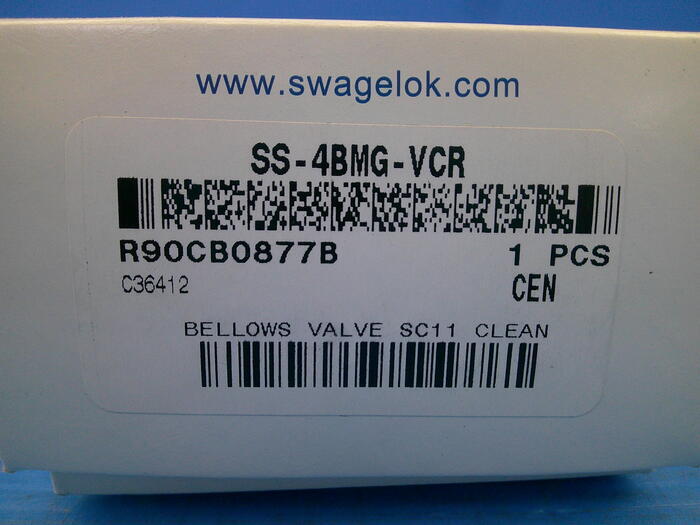 www.swagelok.com
SS-4BMG-VCR
R90CB0877B 1 PCS
C36412 CEN
BELLOWS VALVE SC11 CLEAN